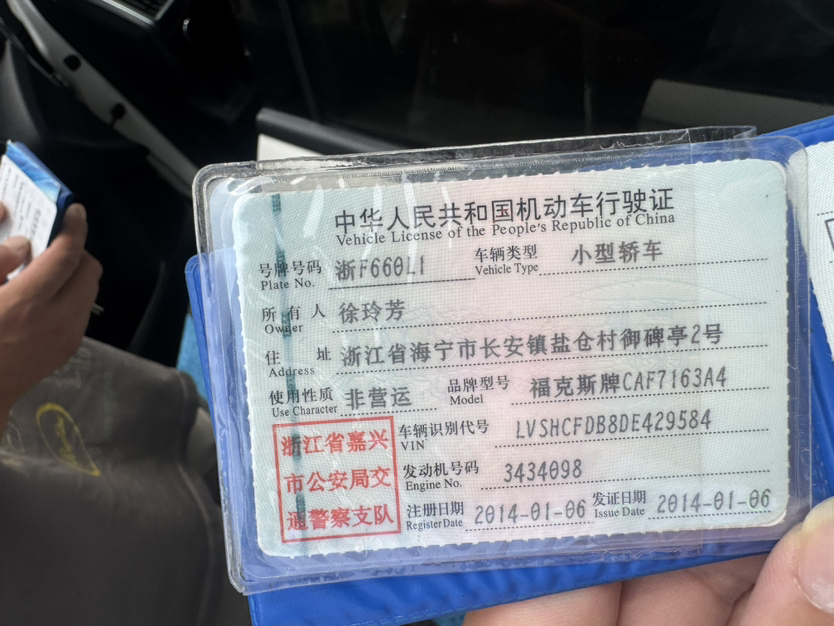 中华人民共和国机动车行驶证
Vehicle License of the People's Republic of China
号牌号码 浙F660L1 车辆类型 小型轿车
Plate No. Vehicle Type
所有人 徐玲芳
Owner
住址 浙江省海宁市长安镇盐仓村御碑亭2号
Address
使用性质 非营运 品牌型号 福克斯牌CAF7163A4
Use Character Model
浙江省嘉兴
市公安局交
通警察支队
车辆识别代号 LVSHCFDB8DE429584
VIN
发动机号码 3434098
Engine No.
注册日期 2014-01-06 发证日期 2014-01-06
Register Date Issue Date